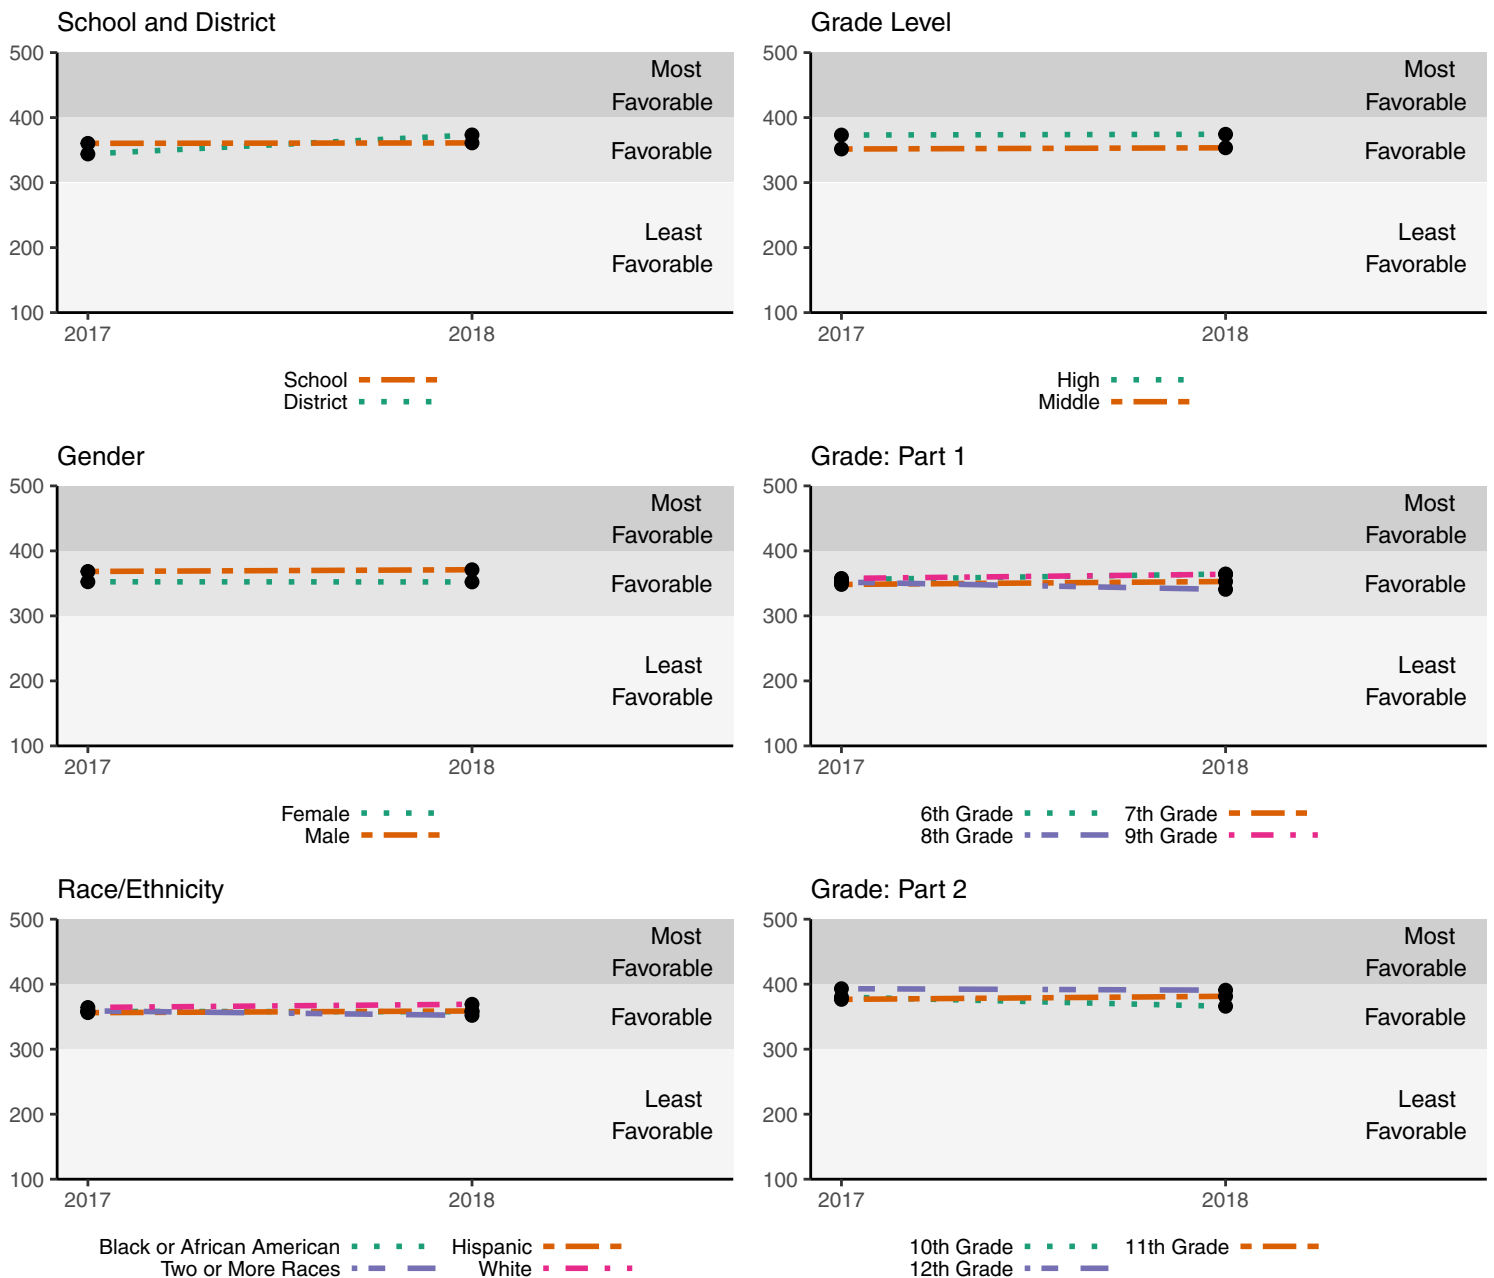 School and District
500
400
300
200
100
Most
Favorable
Favorable
Least
Favorable
2017 2018
School
District
Grade Level
500
400
300
200
100
Most
Favorable
Favorable
Least
Favorable
2017 2018
High
Middle
Gender
500
400
300
200
100
Most
Favorable
Favorable
Least
Favorable
2017 2018
Female
Male
Grade: Part 1
500
400
300
200
100
Most
Favorable
Favorable
Least
Favorable
2017 2018
6th Grade 7th Grade
8th Grade 9th Grade
Race/Ethnicity
500
400
300
200
100
Most
Favorable
Favorable
Least
Favorable
2017 2018
Black or African American Hispanic
Two or More Races White
Grade: Part 2
500
400
300
200
100
Most
Favorable
Favorable
Least
Favorable
2017 2018
10th Grade 11th Grade
12th Grade